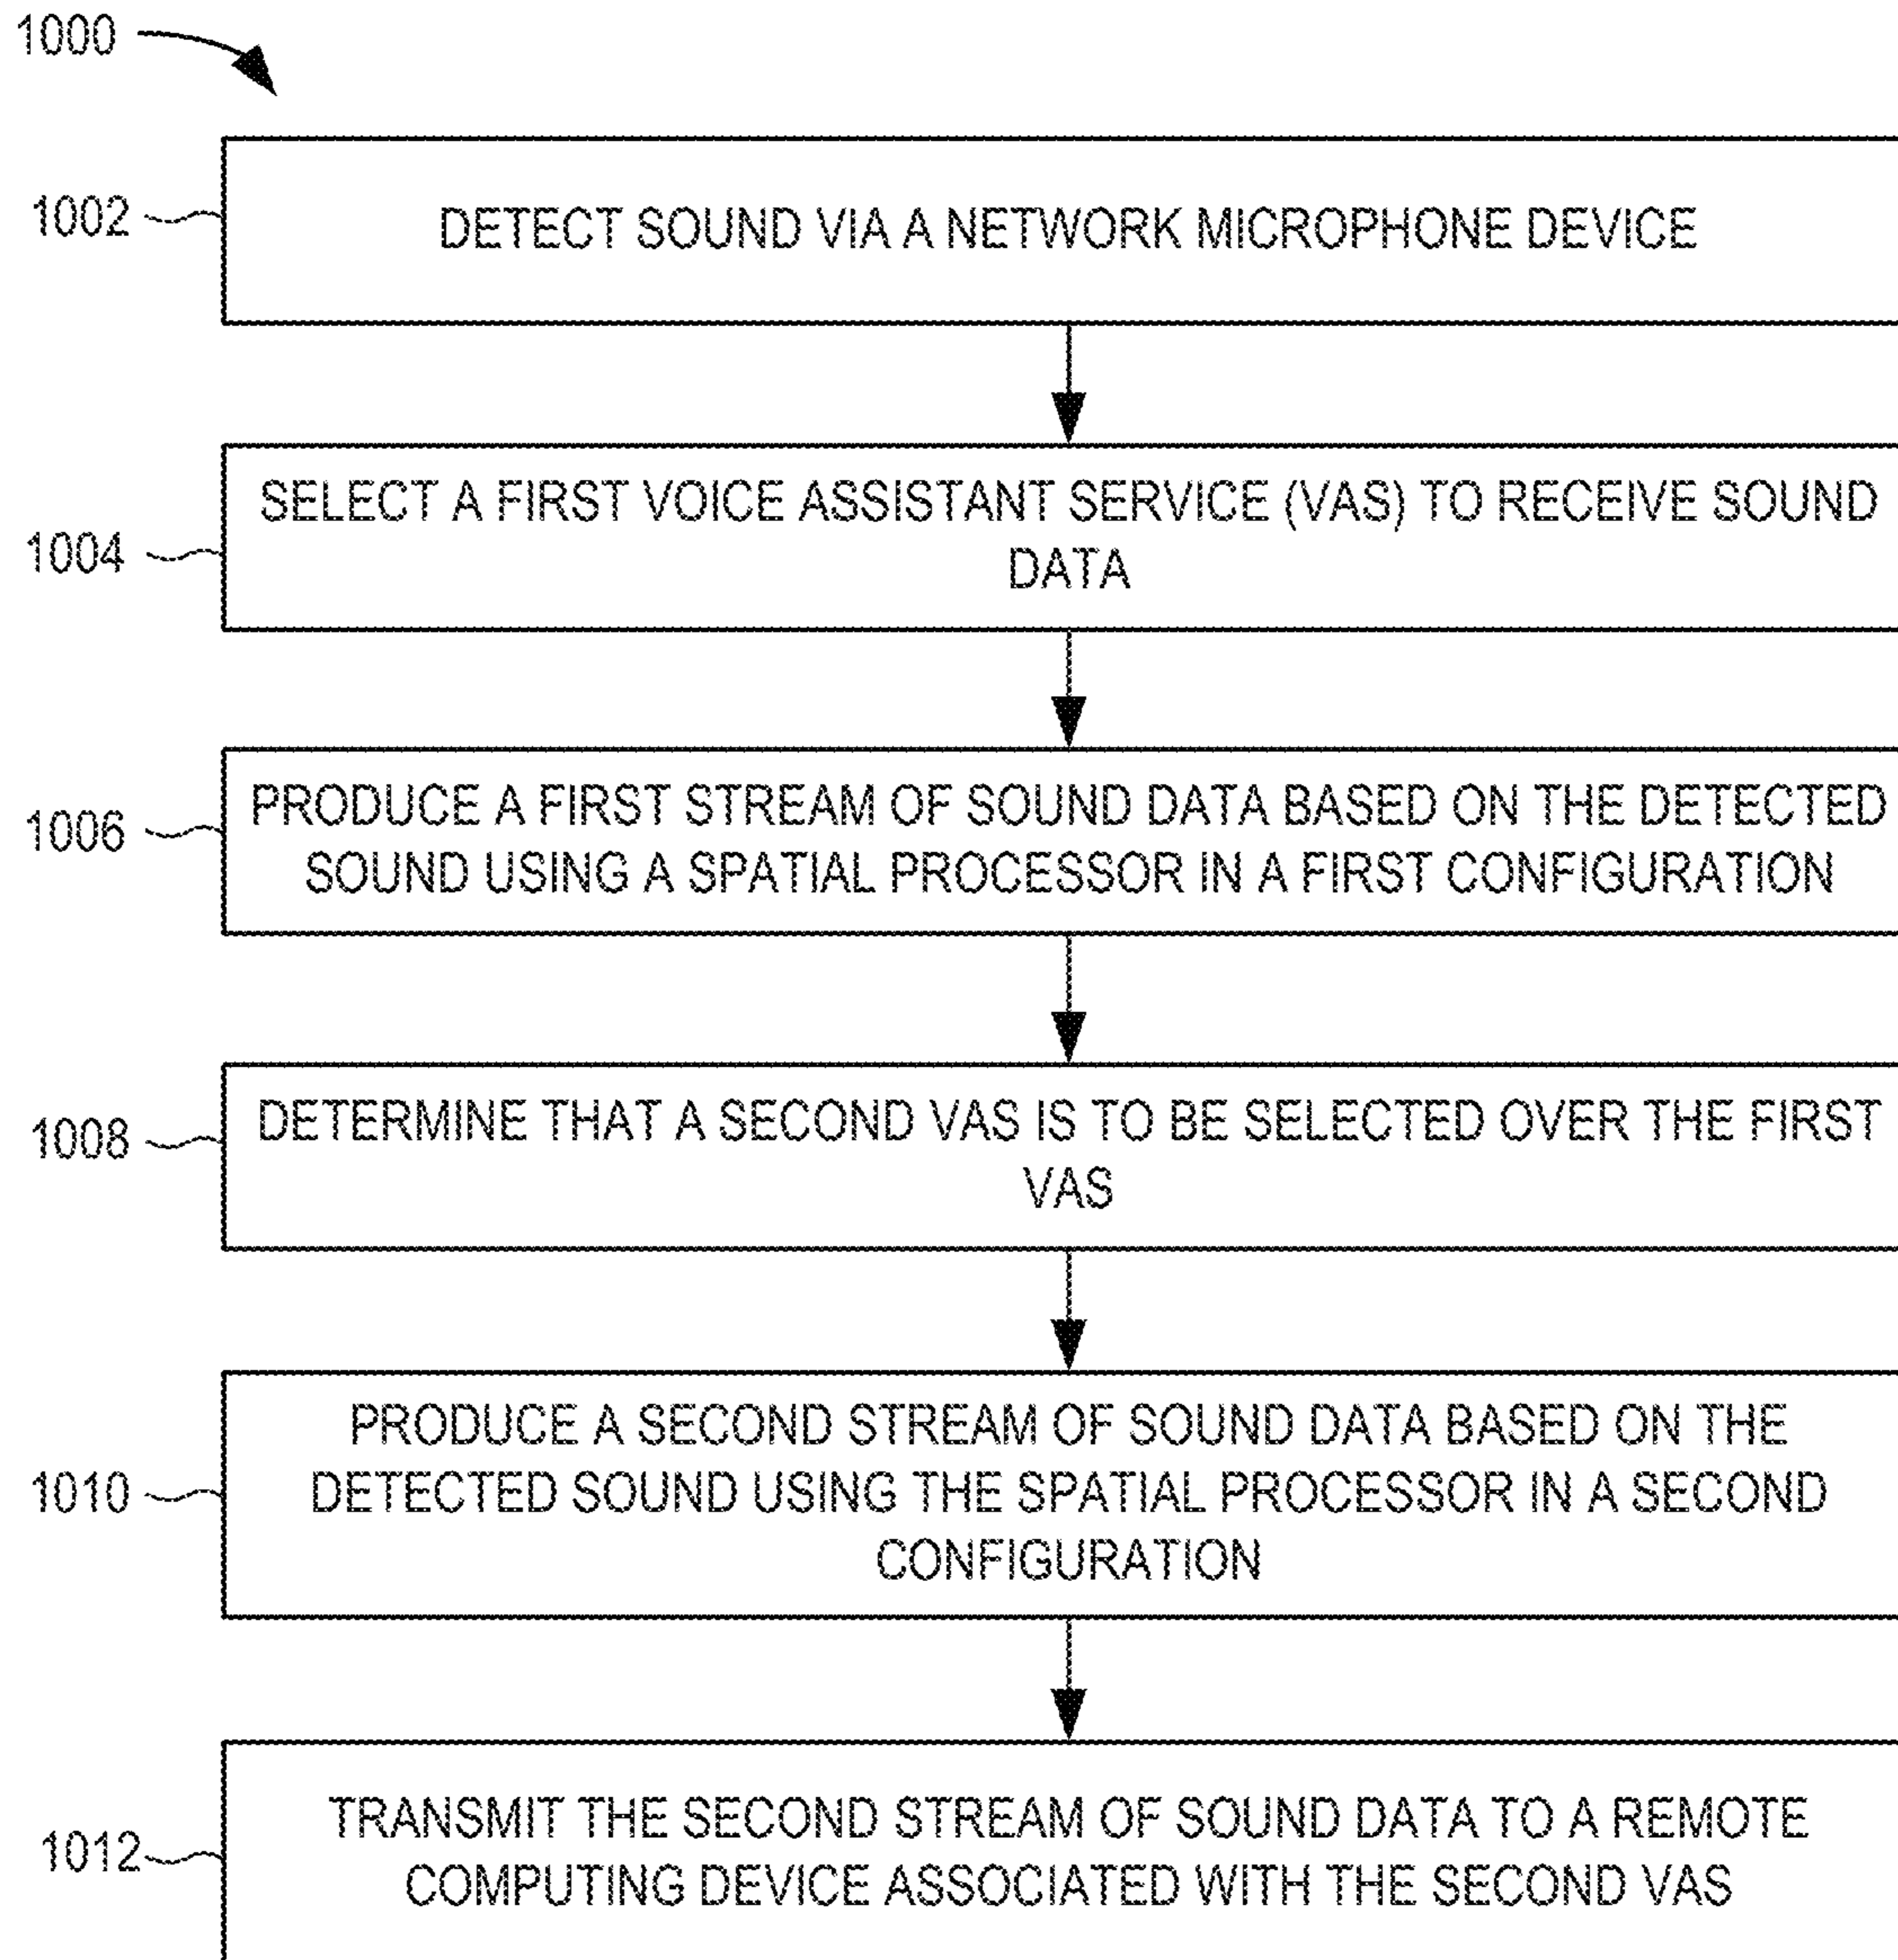 1000
1002
DETECT SOUND VIA A NETWORK MICROPHONE DEVICE
1004
SELECT A FIRST VOICE ASSISTANT SERVICE (VAS) TO RECEIVE SOUND
DATA
1006
PRODUCE A FIRST STREAM OF SOUND DATA BASED ON THE DETECTED
SOUND USING A SPATIAL PROCESSOR IN A FIRST CONFIGURATION
1008
DETERMINE THAT A SECOND VAS IS TO BE SELECTED OVER THE FIRST
VAS
1010
PRODUCE A SECOND STREAM OF SOUND DATA BASED ON THE
DETECTED SOUND USING THE SPATIAL PROCESSOR IN A SECOND
CONFIGURATION
1012
TRANSMIT THE SECOND STREAM OF SOUND DATA TO A REMOTE
COMPUTING DEVICE ASSOCIATED WITH THE SECOND VAS